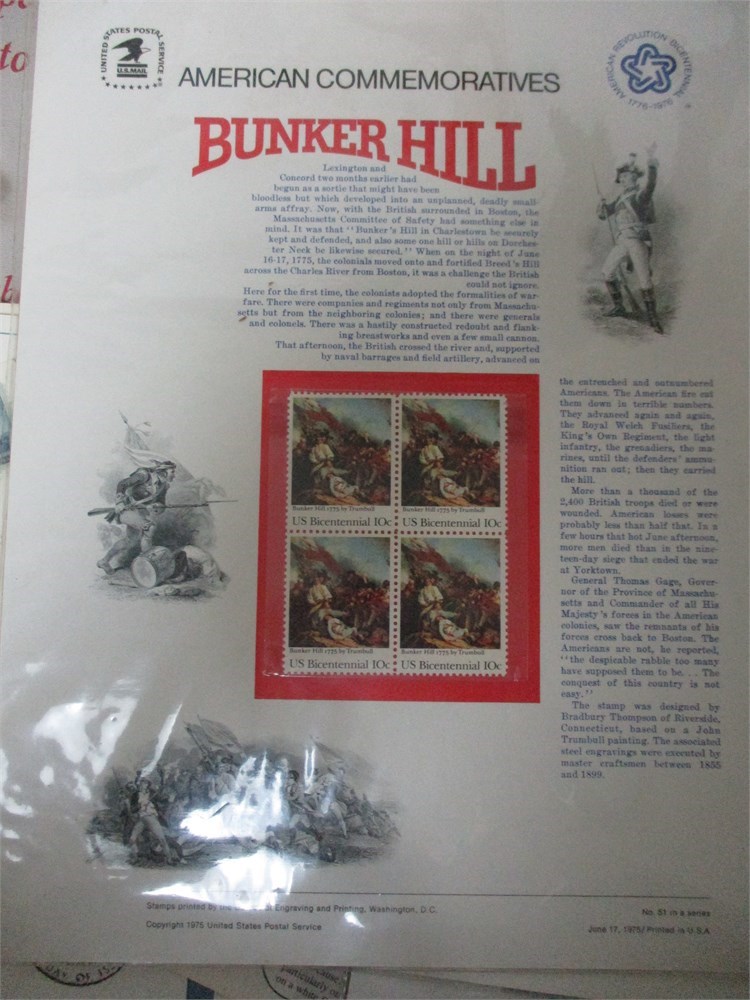 UNITED STATES POSTAL SERVICE
U.S. MAIL
AMERICAN REVOLUTION BICENTENNIAL
1776-1976
AMERICAN COMMEMORATIVES
BUNKER HILL
Lexington and
Concord two months earlier had
begun as a sortie that might have been
bloodless but which developed into an unplanned, deadly small-
arms affray. Now, with the British surrounded in Boston, the
Massachusetts Committee of Safety had something else in
mind. It was that "Bunker's Hill in Charlestown be securely
kept and defended, and also some one hill or hills on Dorches-
ter Neck be likewise secured." When on the night of June
16-17, 1775, the colonials moved onto and fortified Breed's Hill
across the Charles River from Boston, it was a challenge the British
could not ignore.
Here for the first time, the colonists adopted the formalities of war-
fare. There were companies and regiments not only from Massachu-
setts but from the neighboring colonies; and there were generals
and colonels. There was a hastily constructed redoubt and flank-
ing breastworks and even a few small cannon.
That afternoon, the British crossed the river and, supported
by naval barrages and field artillery, advanced on
the entrenched and outnumbered
Americans. The American fire cut
them down in terrible numbers.
They advanced again and again,
the Royal Welch Fusiliers, the
King's Own Regiment, the light
infantry, the grenadiers, the ma-
rines, until the defenders' ammu-
nition ran out; then they carried
the hill.
More than a thousand of the
2,400 British troops died or were
wounded. American losses were
probably less than half that. In a
few hours that hot June afternoon,
more men died than in the nine-
teen-day siege that ended the war
at Yorktown.
General Thomas Gage, Gover-
nor of the Province of Massachu-
setts and Commander of all His
Majesty's forces in the American
colonies, saw the remnants of his
forces cross back to Boston. The
Americans are not, he reported,
"the despicable rabble too many
have supposed them to be. . . The
conquest of this country is not
easy."
The stamp was designed by
Bradbury Thompson of Riverside,
Connecticut, based on a John
Trumbull painting. The associated
steel engravings were executed by
master craftsmen between 1855
and 1899.
Bunker Hill 1775 by Trumbull
US Bicentennial 10c
Bunker Hill 1775 by Trumbull
US Bicentennial 10c
Bunker Hill 1775 by Trumbull
US Bicentennial 10c
Bunker Hill 1775 by Trumbull
US Bicentennial 10c
Stamps printed by the of Engraving and Printing, Washington, D.C.
Copyright 1975 United States Postal Service
No. 51 in a series
June 17, 1975/Printed in U.S.A
to
particularly
on a white